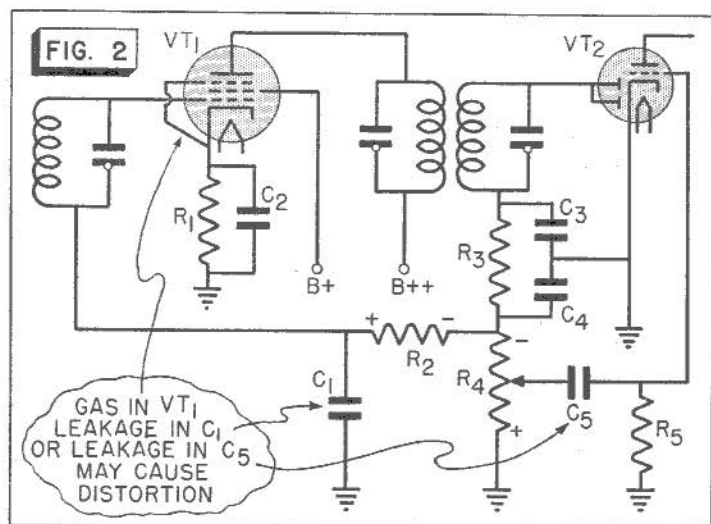 FIG. 2
VT1
VT2
R1
C2
B+
B++
C3
R3
C4
+
-
R2
-
C1
R4
C5
+
R5
GAS IN VT1
LEAKAGE IN C1
OR LEAKAGE IN C5
MAY CAUSE
DISTORTION